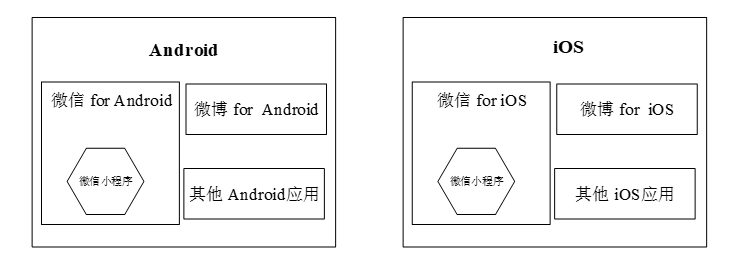 Android
微信 for Android
微博 for Android
微信小程序
其他 Android应用
iOS
微信 for iOS
微博 for iOS
微信小程序
其他 iOS应用